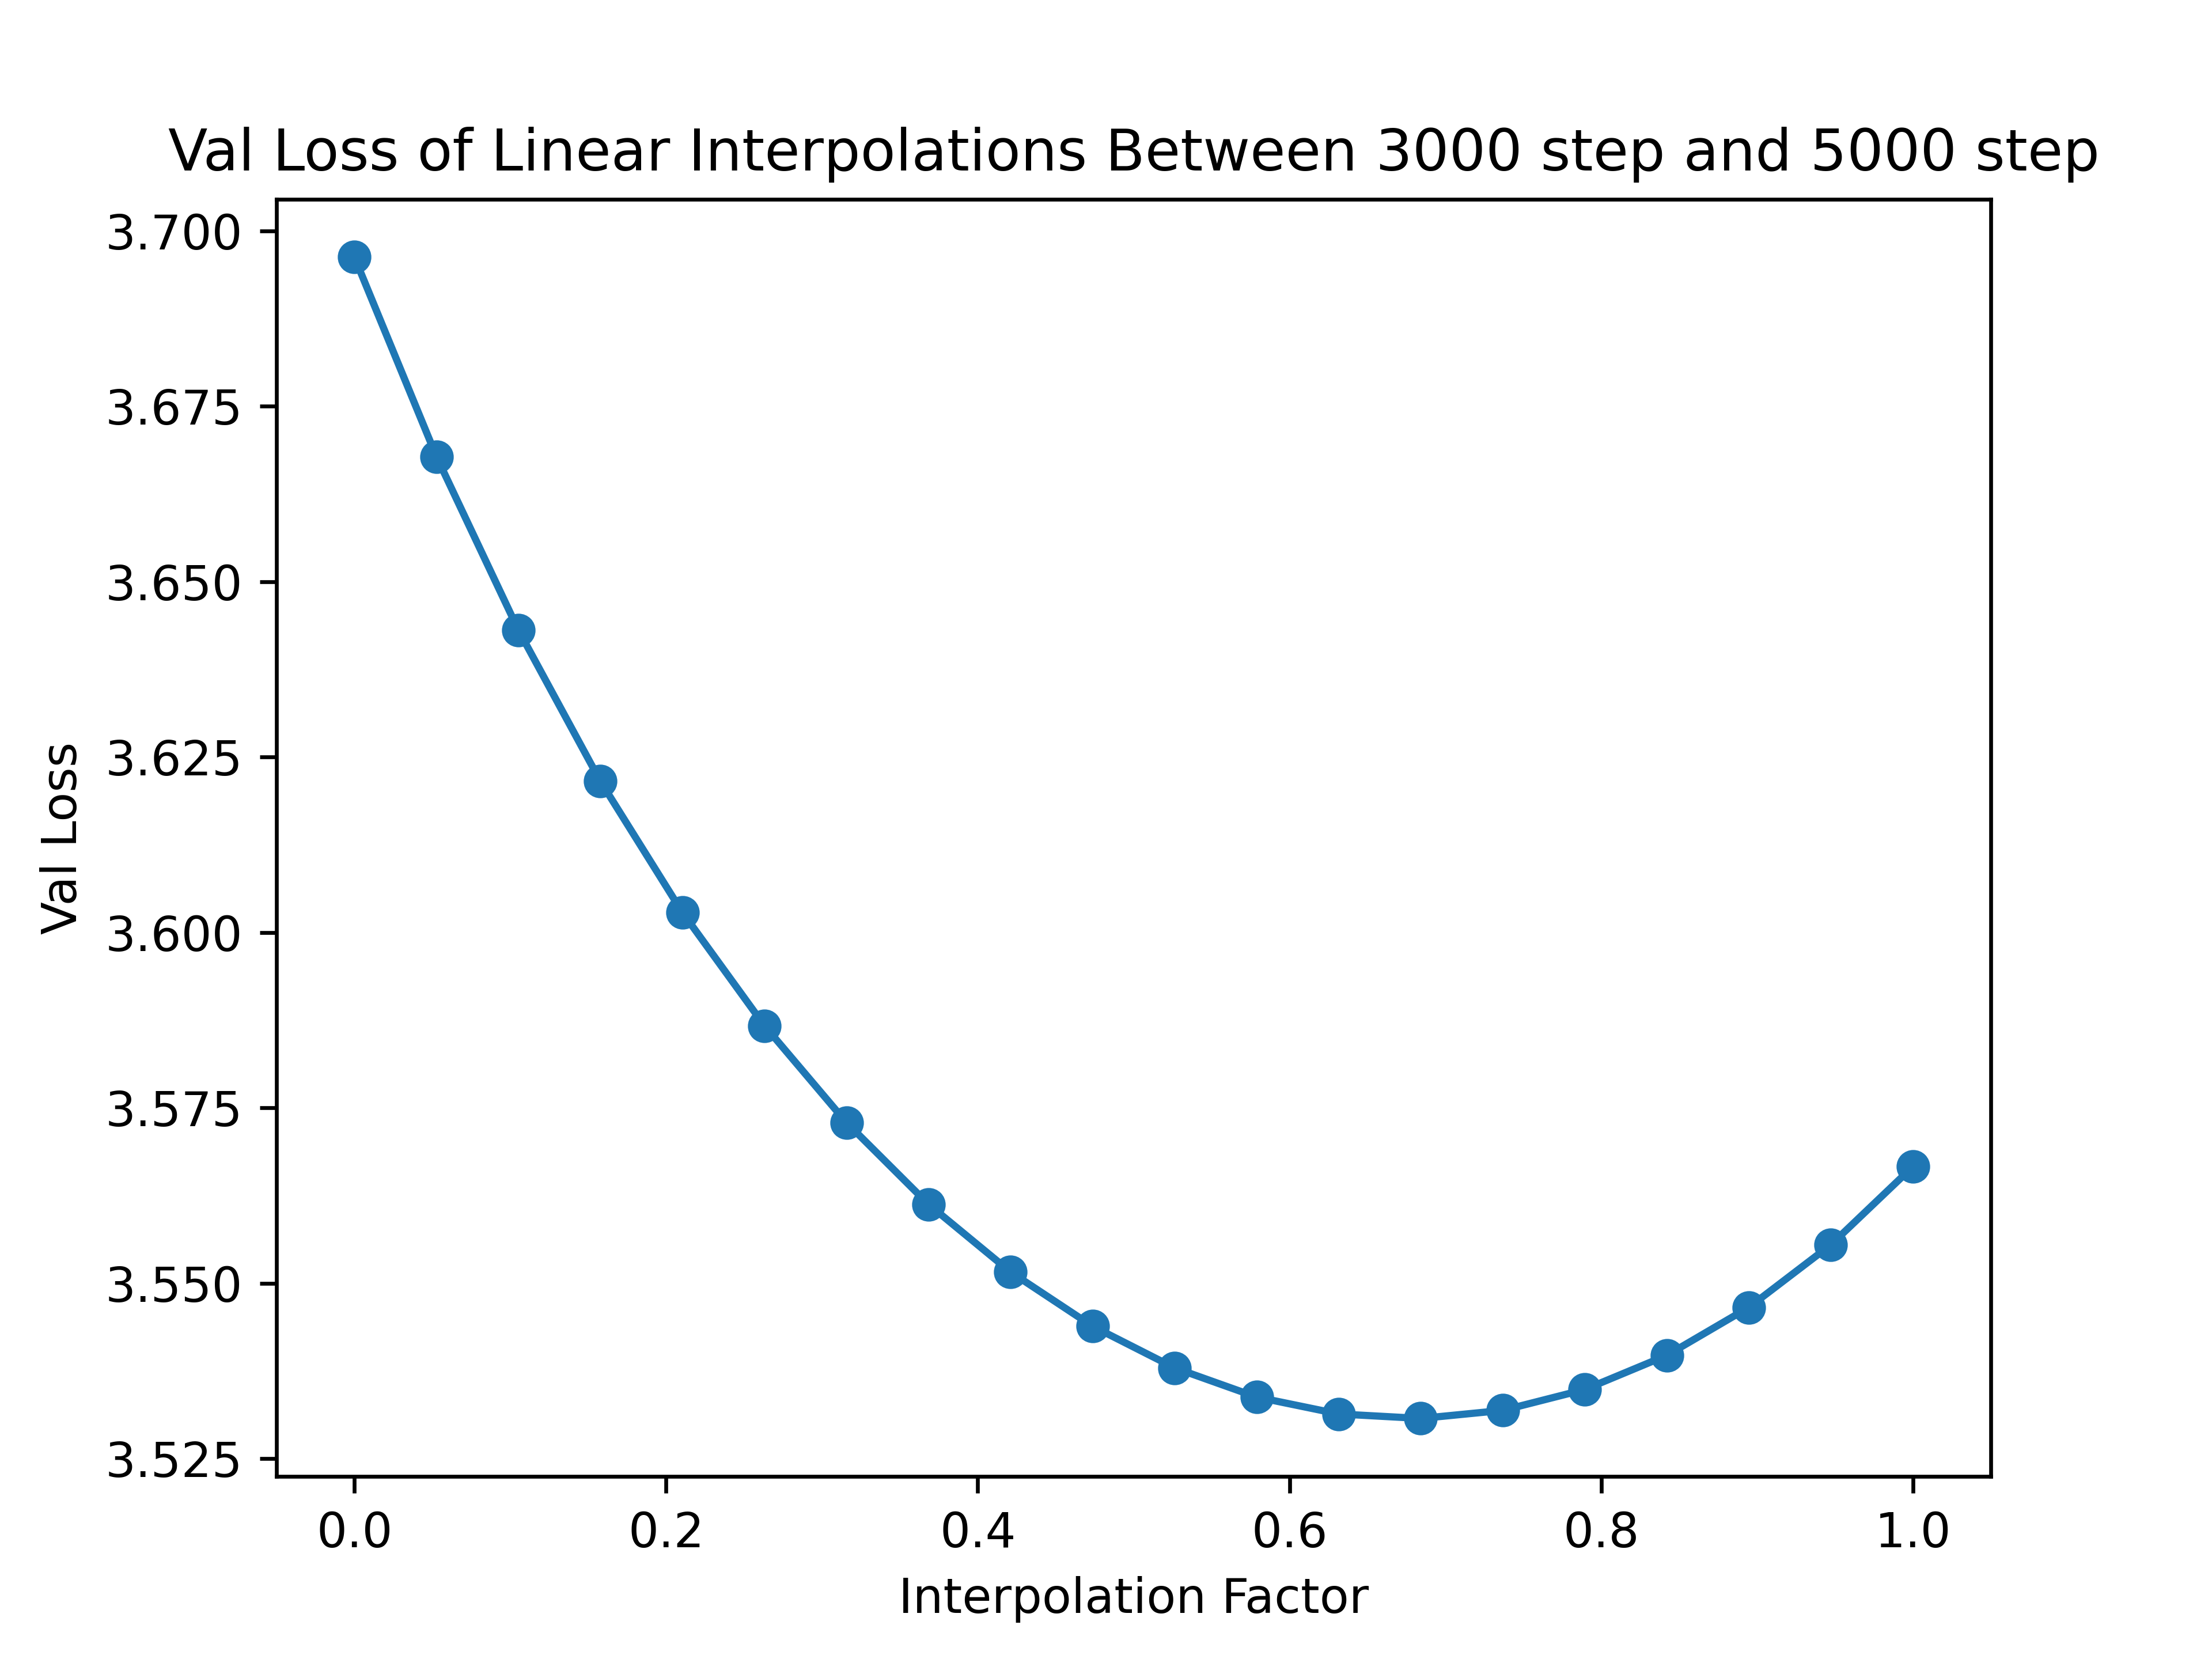 Val Loss of Linear Interpolations Between 3000 step and 5000 step
3.700
3.675
3.650
3.625
3.600
3.575
3.550
3.525
Val Loss
0.0 0.2 0.4 0.6 0.8 1.0
Interpolation Factor